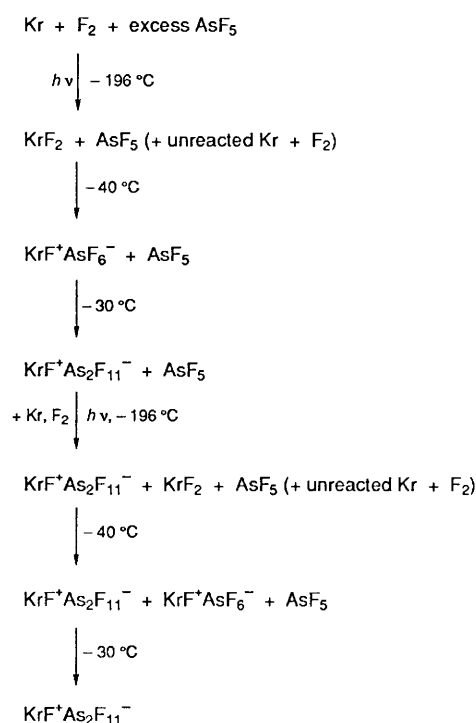 Kr + F₂ + excess AsF₅
hν – 196 °C
KrF₂ + AsF₅ (+ unreacted Kr + F₂)
– 40 °C
KrF⁺AsF₆⁻ + AsF₅
– 30 °C
KrF⁺As₂F₁₁⁻ + AsF₅
+ Kr, F₂ hν, – 196 °C
KrF⁺As₂F₁₁⁻ + KrF₂ + AsF₅ (+ unreacted Kr + F₂)
– 40 °C
KrF⁺As₂F₁₁⁻ + KrF⁺AsF₆⁻ + AsF₅
– 30 °C
KrF⁺As₂F₁₁⁻